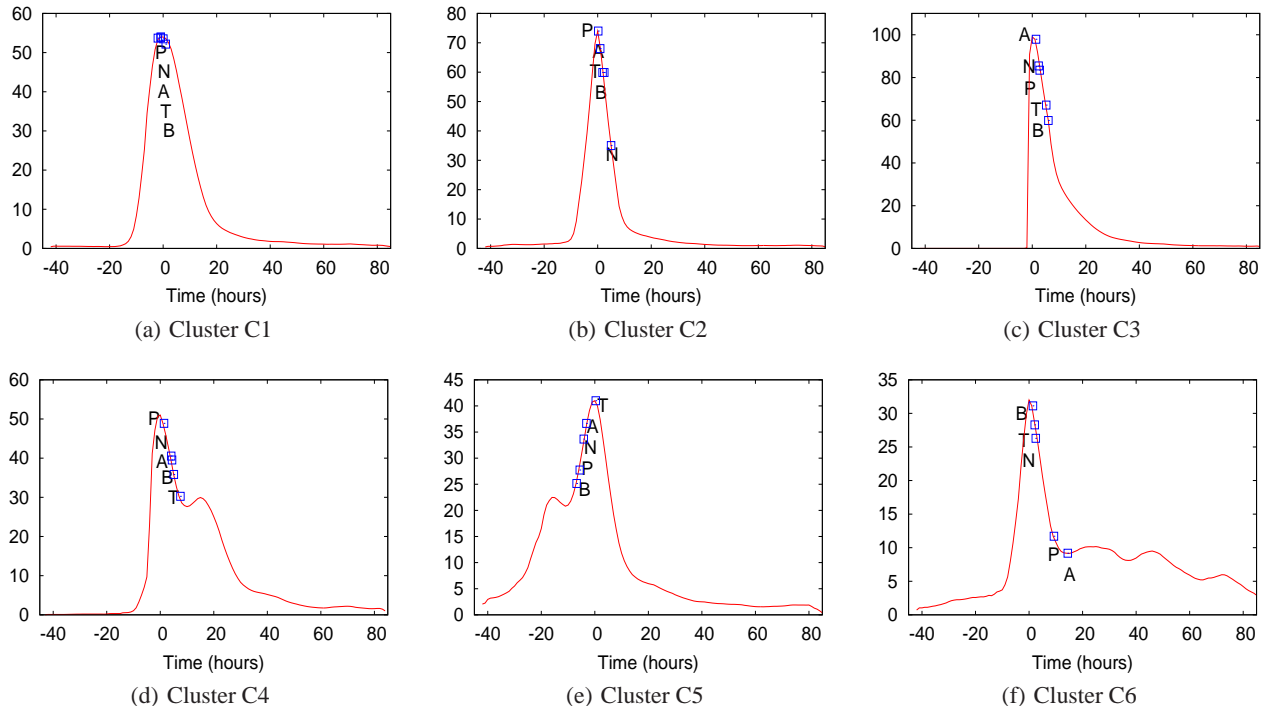 60
50
40
30
20
10
0
-40 -20 0 20 40 60 80
P
N
A
T
B
Time (hours)
(a) Cluster C1
80
70
60
50
40
30
20
10
0
-40 -20 0 20 40 60 80
P
A
T
B
N
Time (hours)
(b) Cluster C2
100
80
60
40
20
0
-40 -20 0 20 40 60 80
A
N
P
T
B
Time (hours)
(c) Cluster C3
60
50
40
30
20
10
0
-40 -20 0 20 40 60 80
P
N
A
B
T
Time (hours)
(d) Cluster C4
45
40
35
30
25
20
15
10
5
0
-40 -20 0 20 40 60 80
T
A
N
P
B
Time (hours)
(e) Cluster C5
35
30
25
20
15
10
5
0
-40 -20 0 20 40 60 80
B
T
N
P
A
Time (hours)
(f) Cluster C6